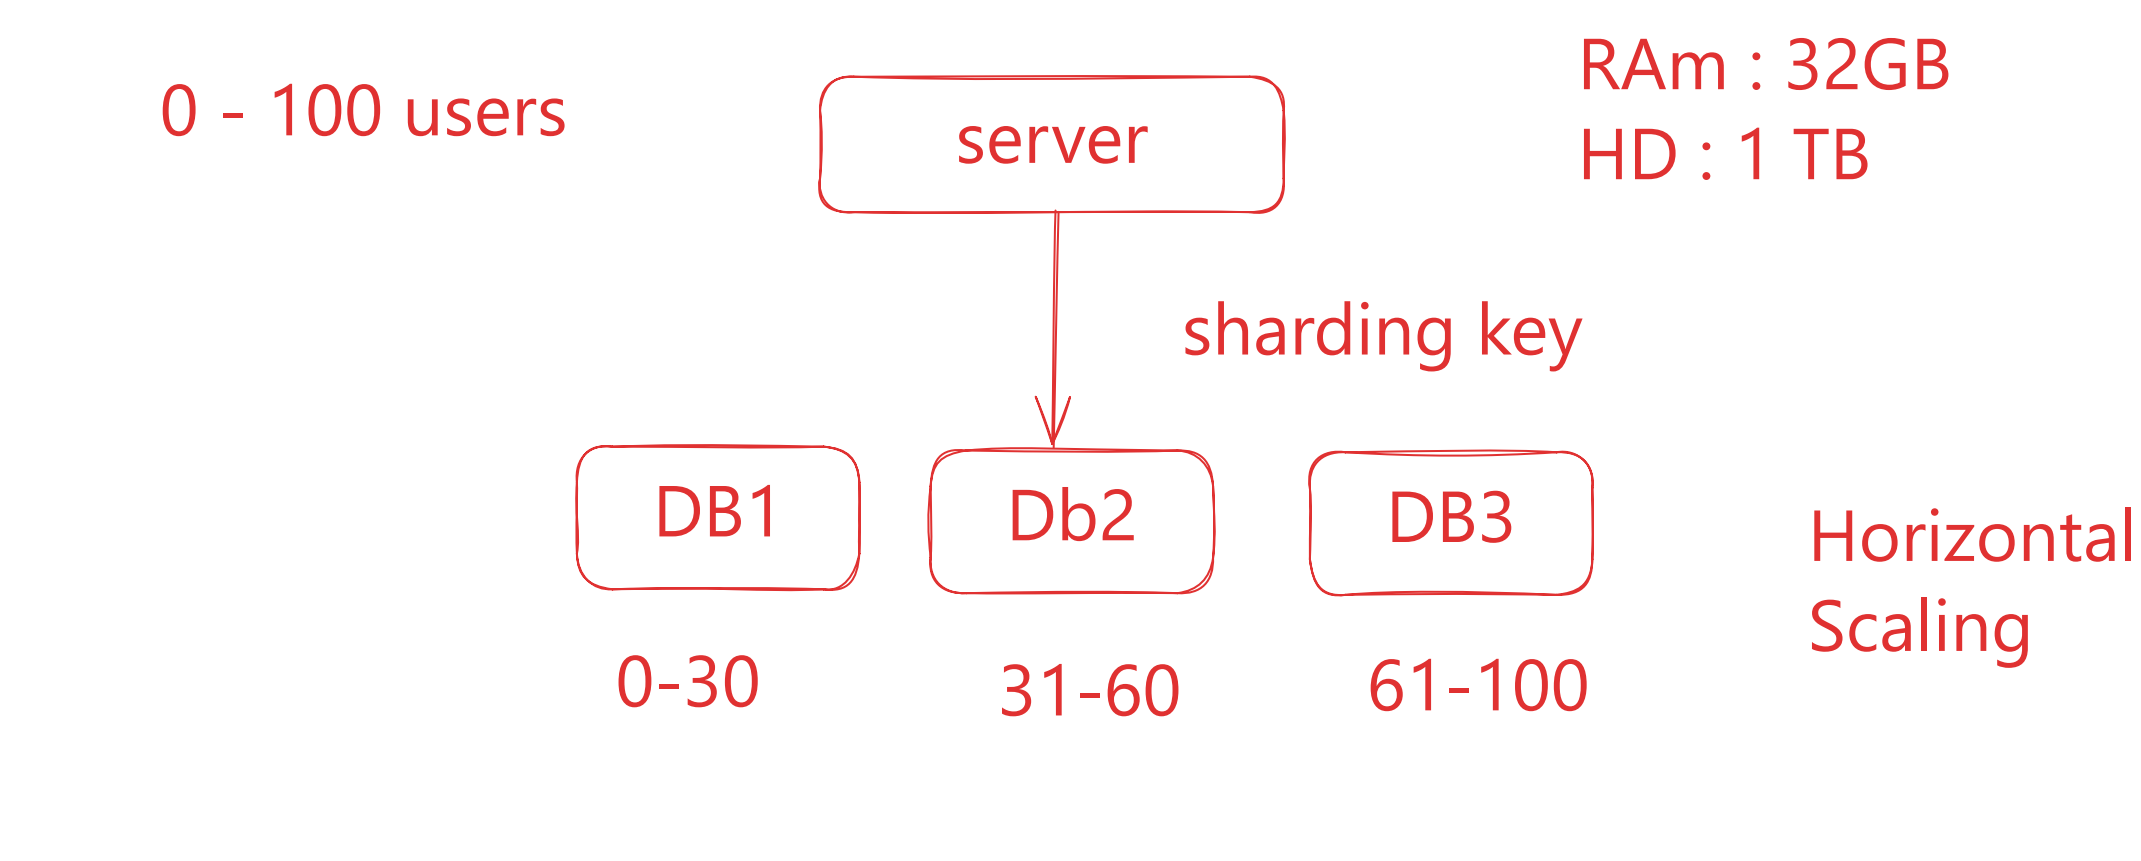 0 - 100 users
server
RAm : 32GB
HD : 1 TB
sharding key
DB1
Db2
DB3
0-30
31-60
61-100
Horizontal
Scaling